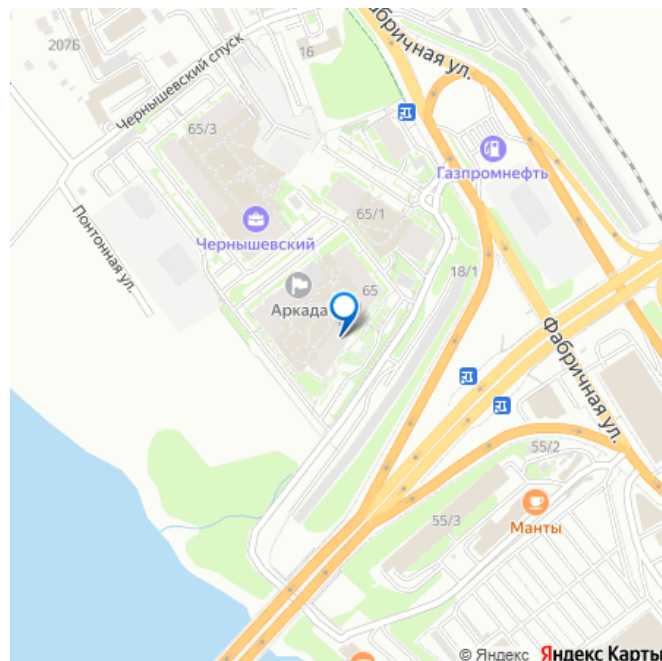 207Б
Чернышевский спуск
16
Фабричная ул.
65/3
Газпромнефть
65/1
Понтонная ул.
Чернышевский
18/1
65
Аркада
Фабричная ул.
55/2
55/3
Манты
© Яндекс Яндекс Карты